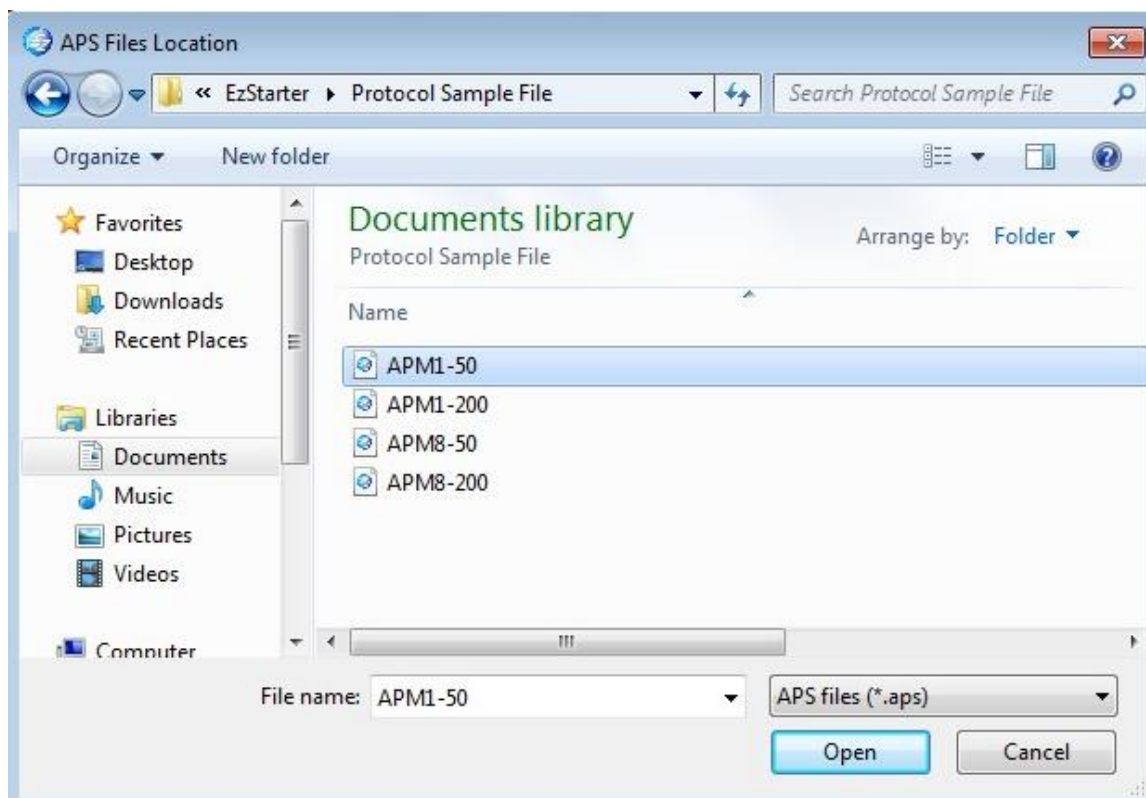 APS Files Location
« EzStarter Protocol Sample File
Search Protocol Sample File
Organize New folder
Favorites
Desktop
Downloads
Recent Places
Libraries
Documents
Music
Pictures
Videos
Computer
Documents library
Protocol Sample File
Arrange by: Folder
Name
APM1-50
APM1-200
APM8-50
APM8-200
File name: APM1-50
APS files (*.aps)
Open Cancel